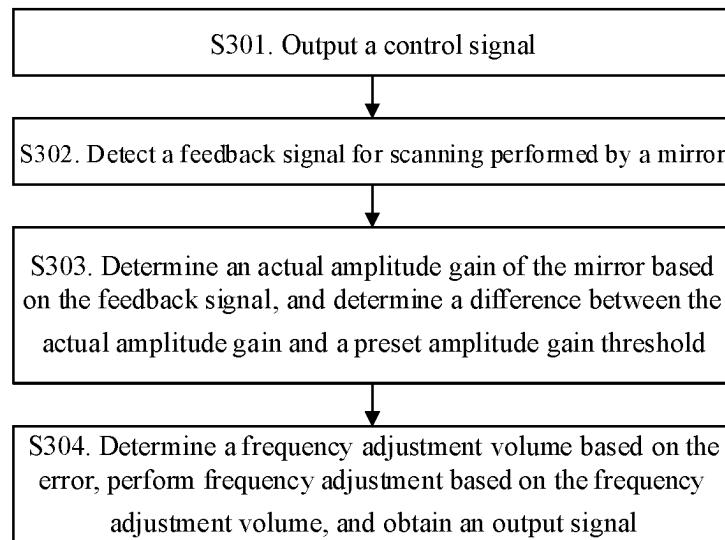 S301. Output a control signal
S302. Detect a feedback signal for scanning performed by a mirror
S303. Determine an actual amplitude gain of the mirror based
on the feedback signal, and determine a difference between the
actual amplitude gain and a preset amplitude gain threshold
S304. Determine a frequency adjustment volume based on the
error, perform frequency adjustment based on the frequency
adjustment volume, and obtain an output signal